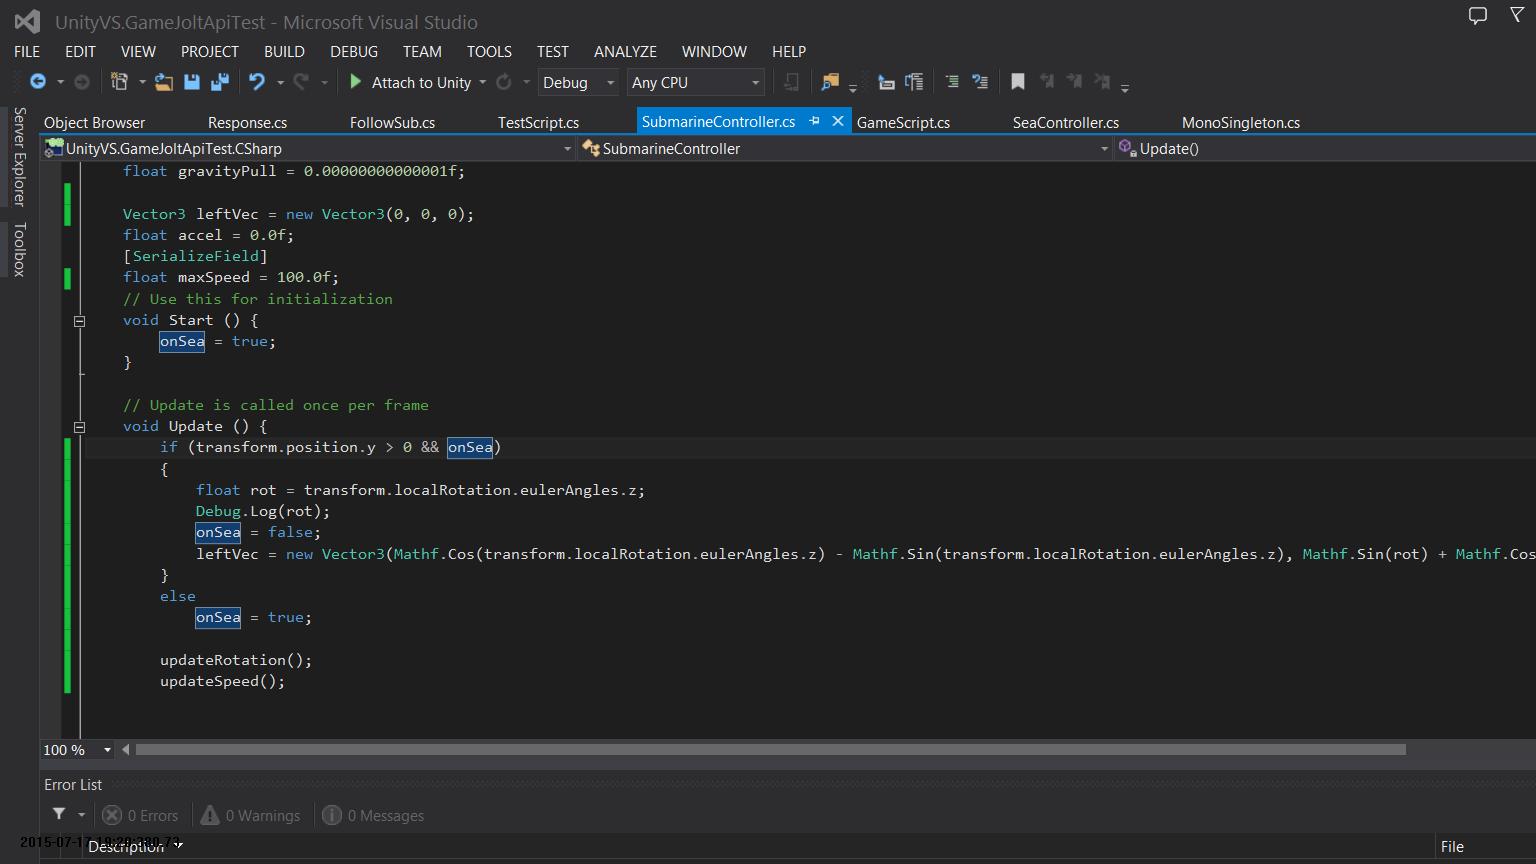 UnityVS.GameJoltApiTest - Microsoft Visual Studio
FILE EDIT VIEW PROJECT BUILD DEBUG TEAM TOOLS TEST ANALYZE WINDOW HELP
Attach to Unity Debug Any CPU
Server Explorer
Toolbox
Object Browser Response.cs FollowSub.cs TestScript.cs SubmarineController.cs GameScript.cs SeaController.cs MonoSingleton.cs
UnityVS.GameJoltApiTest.CSharp SubmarineController Update()
float gravityPull = 0.00000000000001f;
Vector3 leftVec = new Vector3(0, 0, 0);
float accel = 0.0f;
[SerializeField]
float maxSpeed = 100.0f;
// Use this for initialization
void Start () {
onSea = true;
}
// Update is called once per frame
void Update () {
if (transform.position.y > 0 && onSea)
{
float rot = transform.localRotation.eulerAngles.z;
Debug.Log(rot);
onSea = false;
leftVec = new Vector3(Mathf.Cos(transform.localRotation.eulerAngles.z) - Mathf.Sin(transform.localRotation.eulerAngles.z), Mathf.Sin(rot) + Mathf.Cos
}
else
onSea = true;
updateRotation();
updateSpeed();
100 %
Error List
0 Errors 0 Warnings 0 Messages
Description File